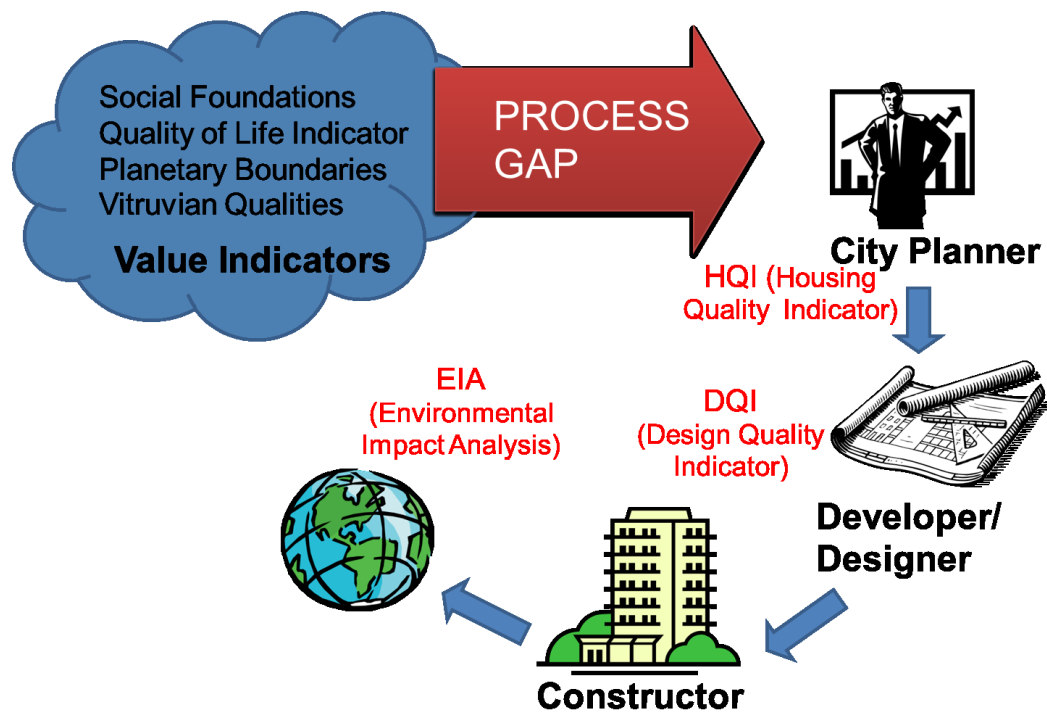 Social Foundations
Quality of Life Indicator
Planetary Boundaries
Vitruvian Qualities
Value Indicators
PROCESS
GAP
City Planner
HQI (Housing
Quality Indicator)
EIA
(Environmental
Impact Analysis)
DQI
(Design Quality
Indicator)
Developer/
Designer
Constructor